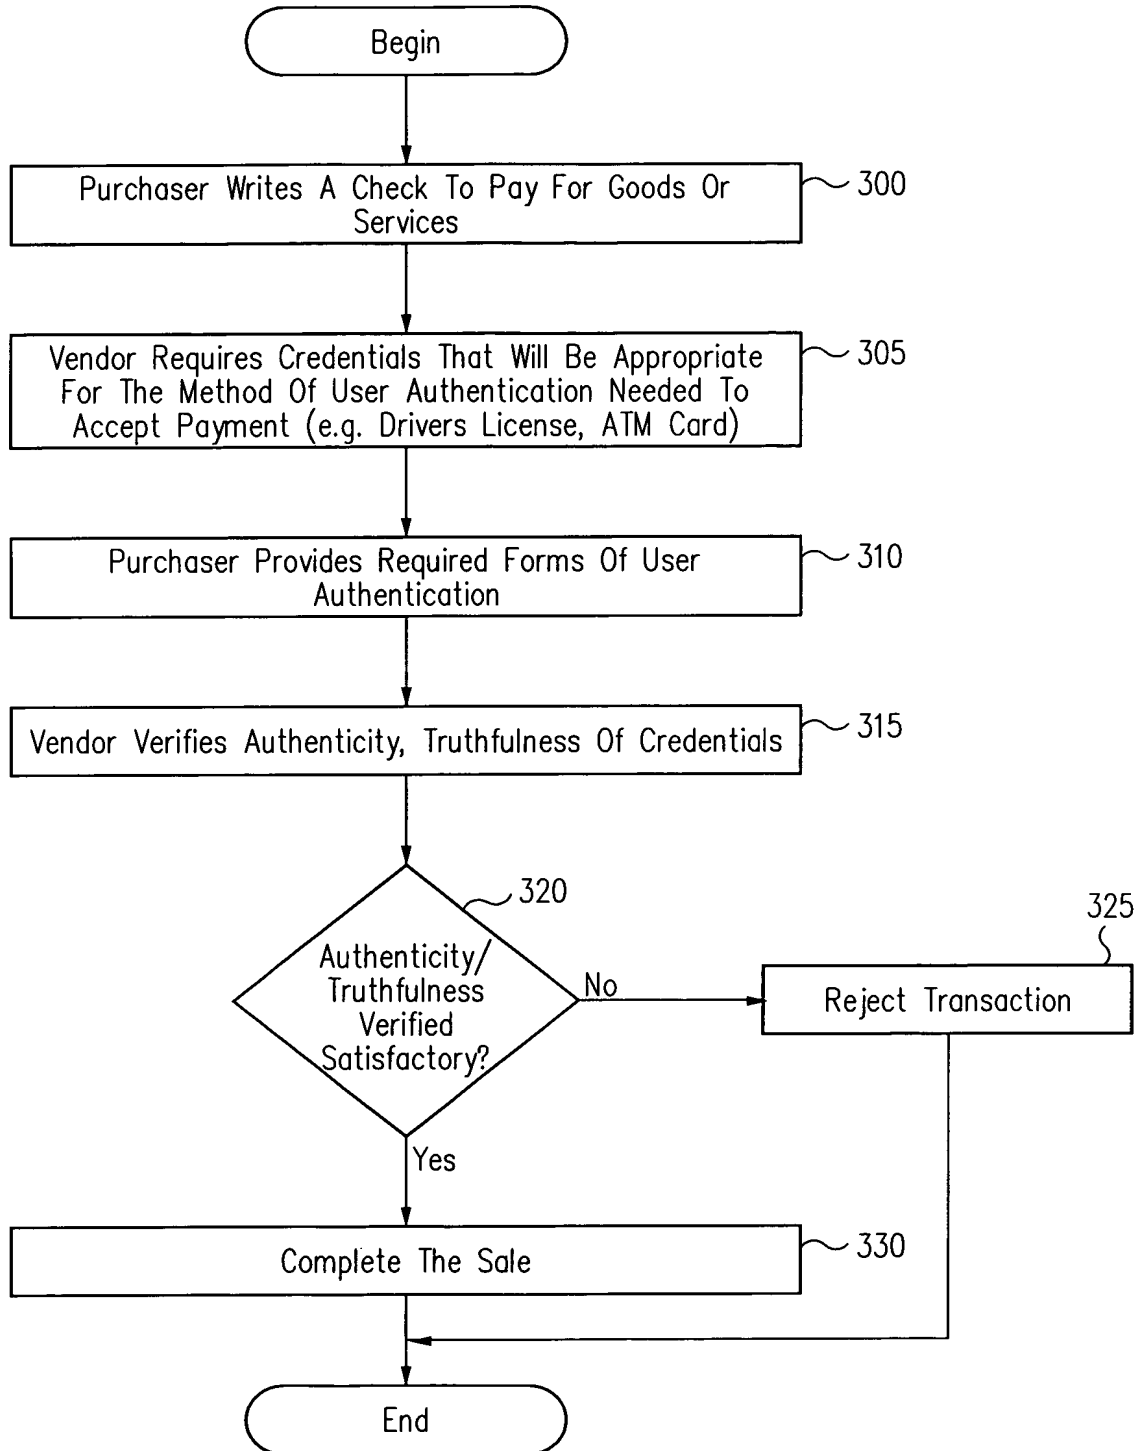 Begin
Purchaser Writes A Check To Pay For Goods Or
Services
300
Vendor Requires Credentials That Will Be Appropriate
For The Method Of User Authentication Needed To
Accept Payment (e.g. Drivers License, ATM Card)
305
Purchaser Provides Required Forms Of User
Authentication
310
Vendor Verifies Authenticity, Truthfulness Of Credentials
315
320
Authenticity/
Truthfulness
Verified
Satisfactory?
No
325
Reject Transaction
Yes
Complete The Sale
330
End